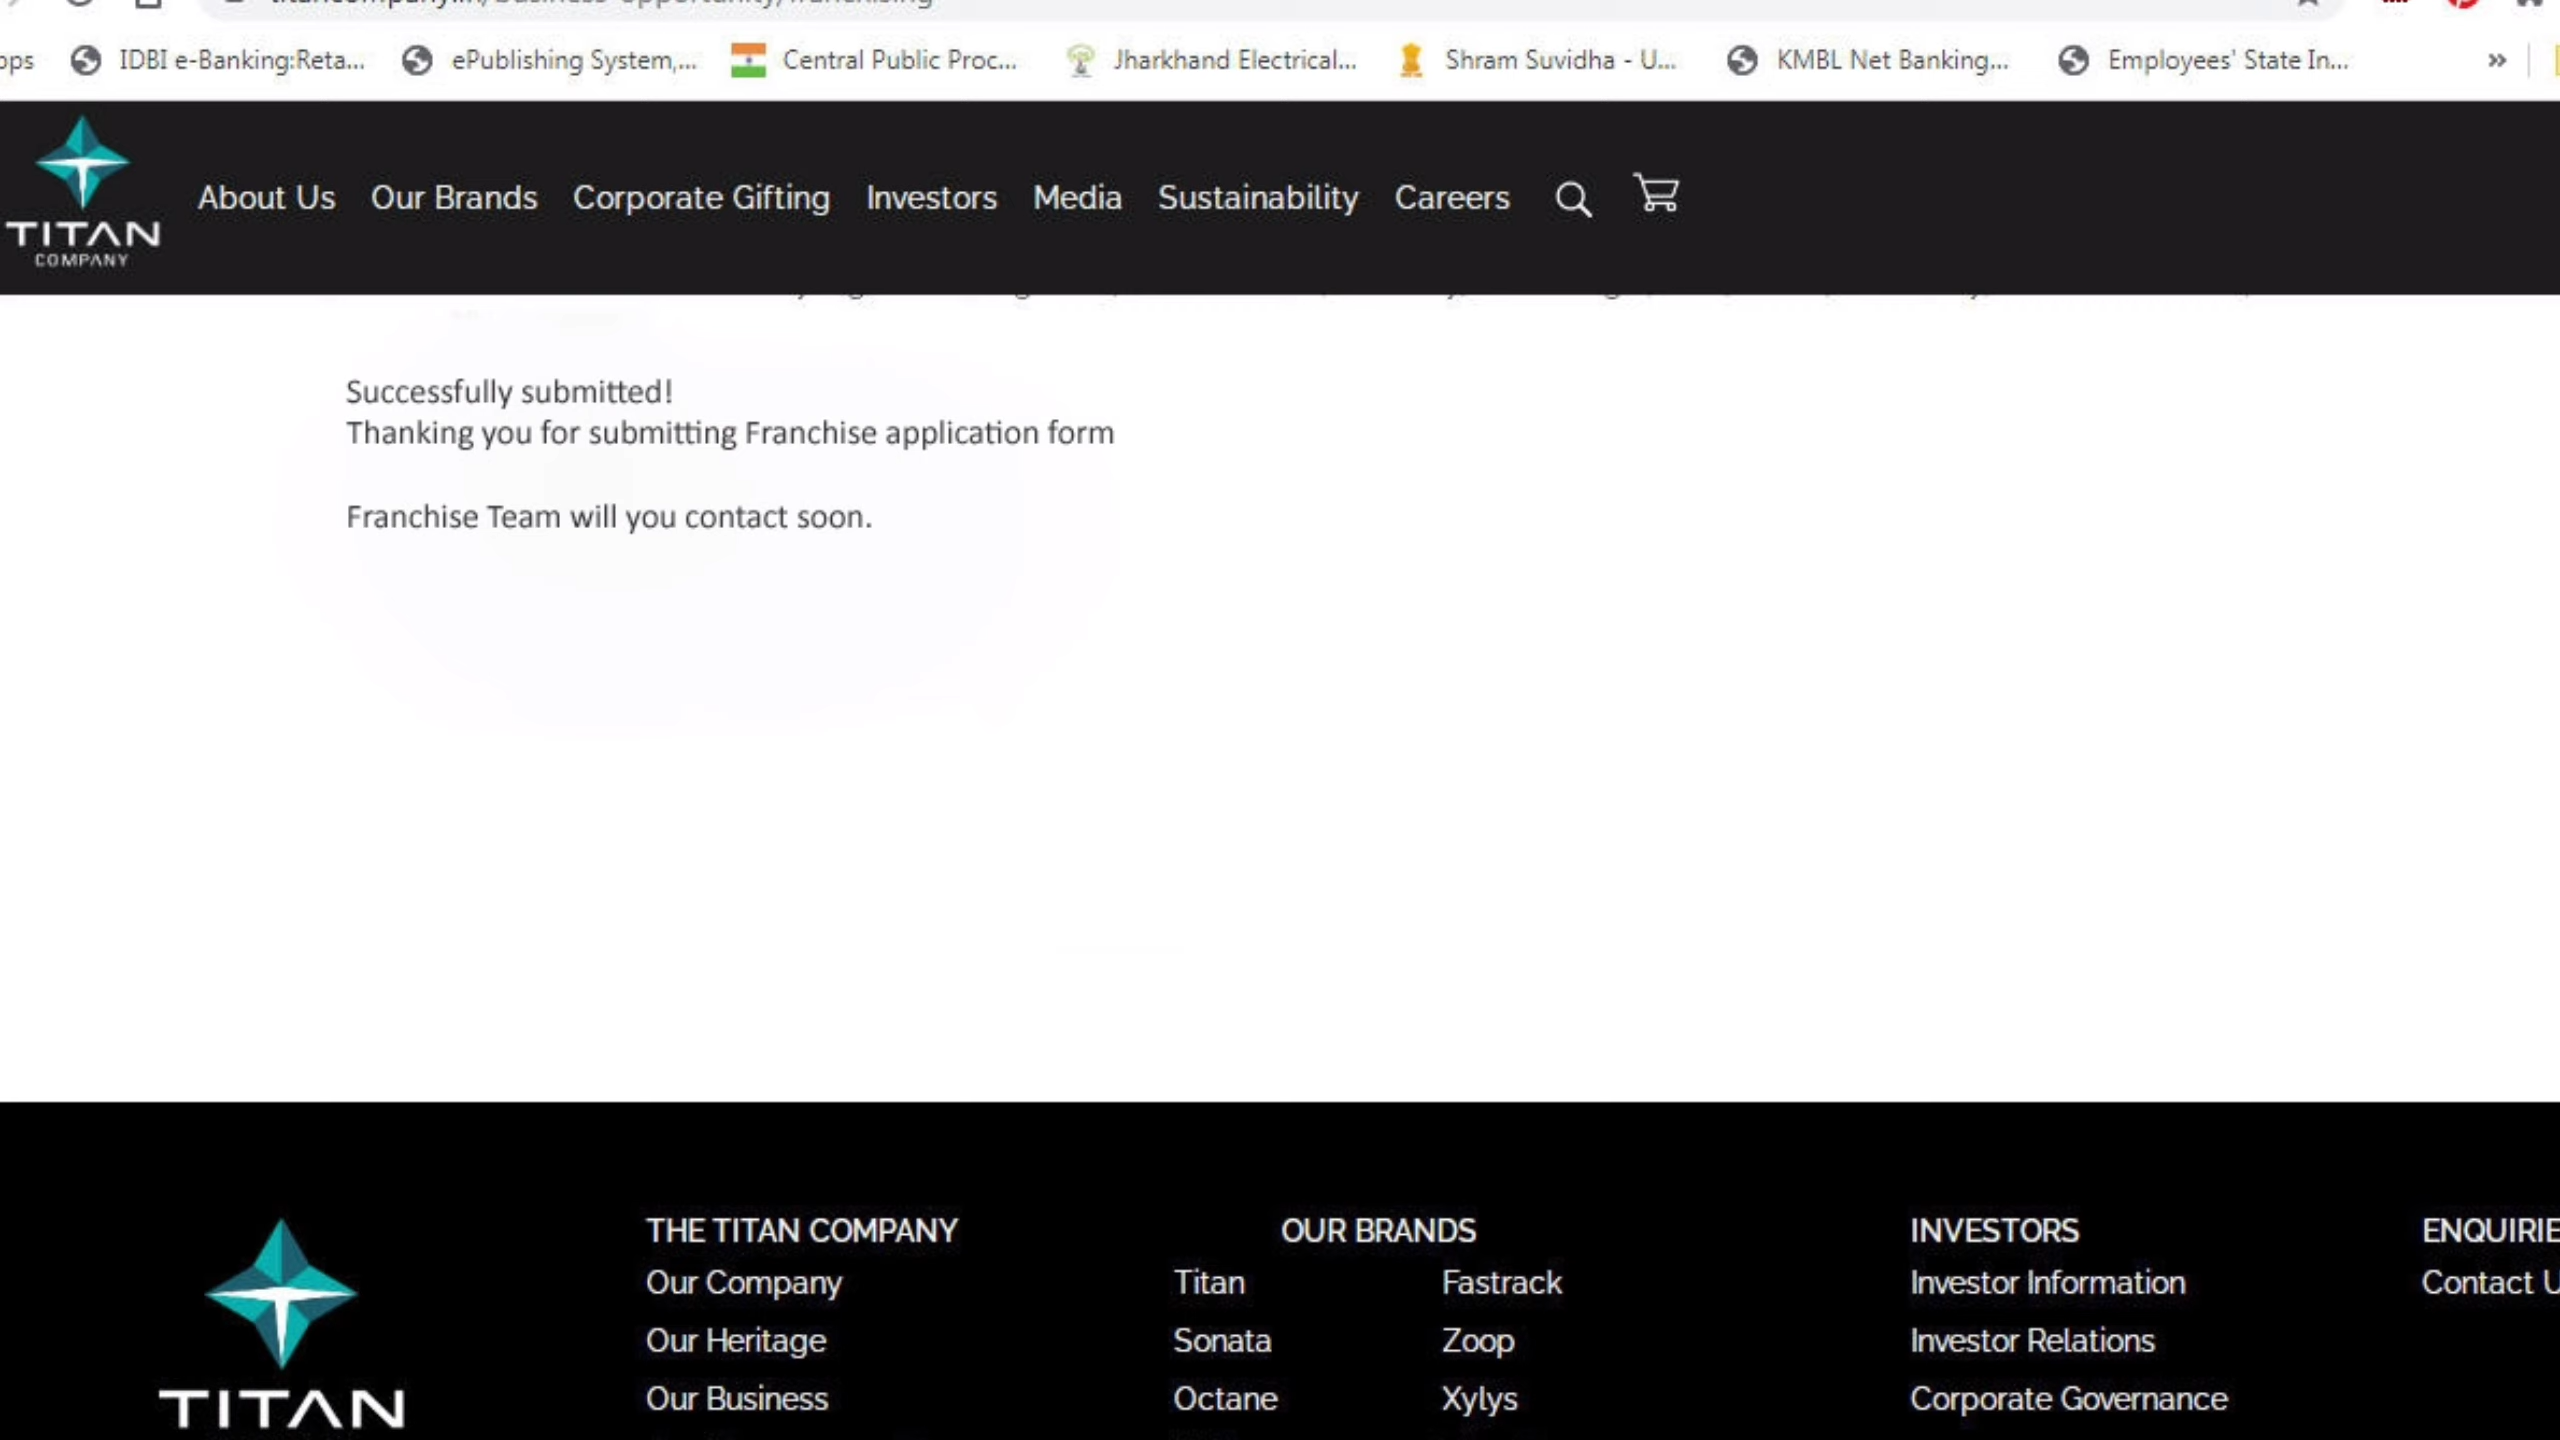 IDBI e-Banking:Reta... ePublishing System,... Central Public Proc... Jharkhand Electrical... Shram Suvidha - U... KMBL Net Banking... Employees' State In... »
TITAN
COMPANY
About Us Our Brands Corporate Gifting Investors Media Sustainability Careers
Successfully submitted!
Thanking you for submitting Franchise application form
Franchise Team will you contact soon.
TITAN
THE TITAN COMPANY
Our Company
Our Heritage
Our Business
OUR BRANDS
Titan Fastrack
Sonata Zoop
Octane Xylys
INVESTORS
Investor Information
Investor Relations
Corporate Governance
ENQUIRIE
Contact U